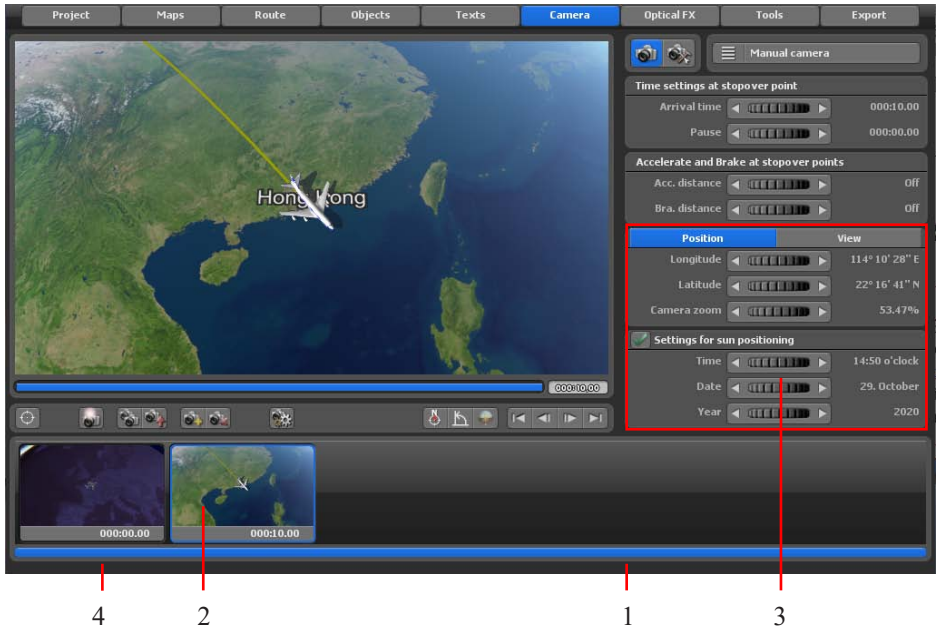 Project Maps Route Objects Texts Camera Optical FX Tools Export
Manual camera
Time settings at stopover point
Arrival time 000:10.00
Pause 000:00.00
Accelerate and Brake at stopover points
Acc. distance Off
Bra. distance Off
Position View
Longitude 114° 10' 28" E
Latitude 22° 16' 41" N
Camera zoom 53.47%
Settings for sun positioning
Time 14:50 o'clock
Date 29. October
Year 2020
Hong Kong
000:10.00
N
000:00.00 000:10.00
4 2 1 3